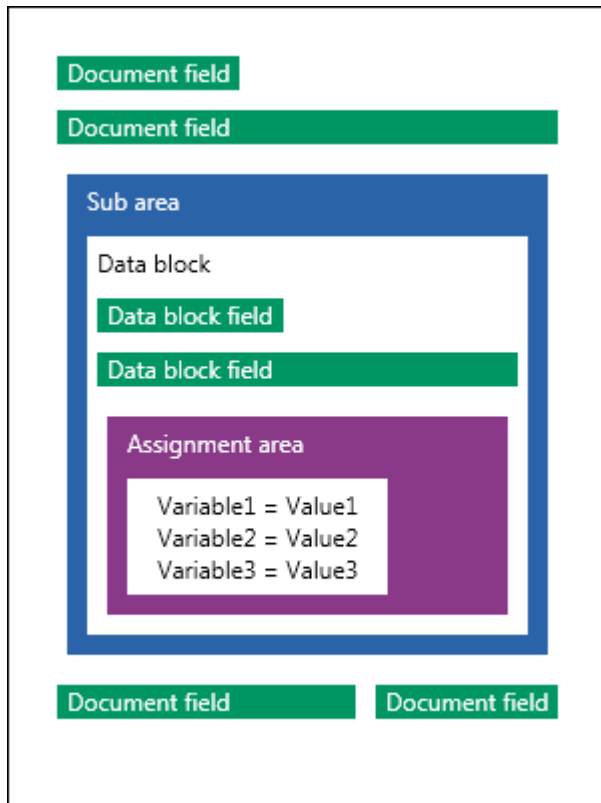 Document field
Document field
Sub area
Data block
Data block field
Data block field
Assignment area
Variable1 = Value1
Variable2 = Value2
Variable3 = Value3
Document field
Document field